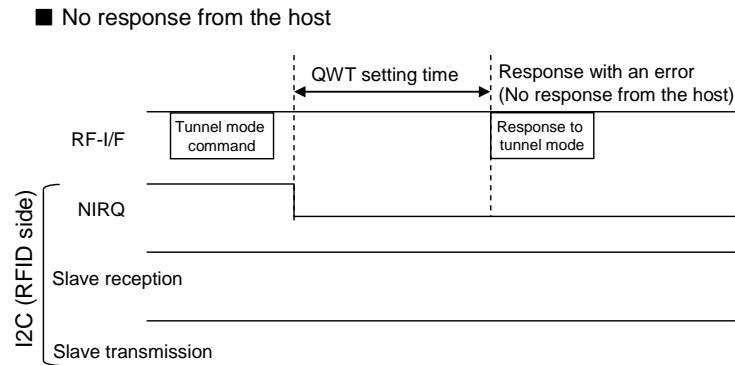 ■ No response from the host
QWT setting time
Response with an error
(No response from the host)
RF-I/F
Tunnel mode
command
Response to
tunnel mode
I2C (RFID side)
NIRQ
Slave reception
Slave transmission